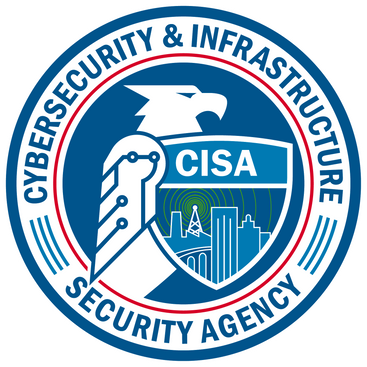 CYBERSECURITY & INFRASTRUCTURE
CISA
SECURITY AGENCY